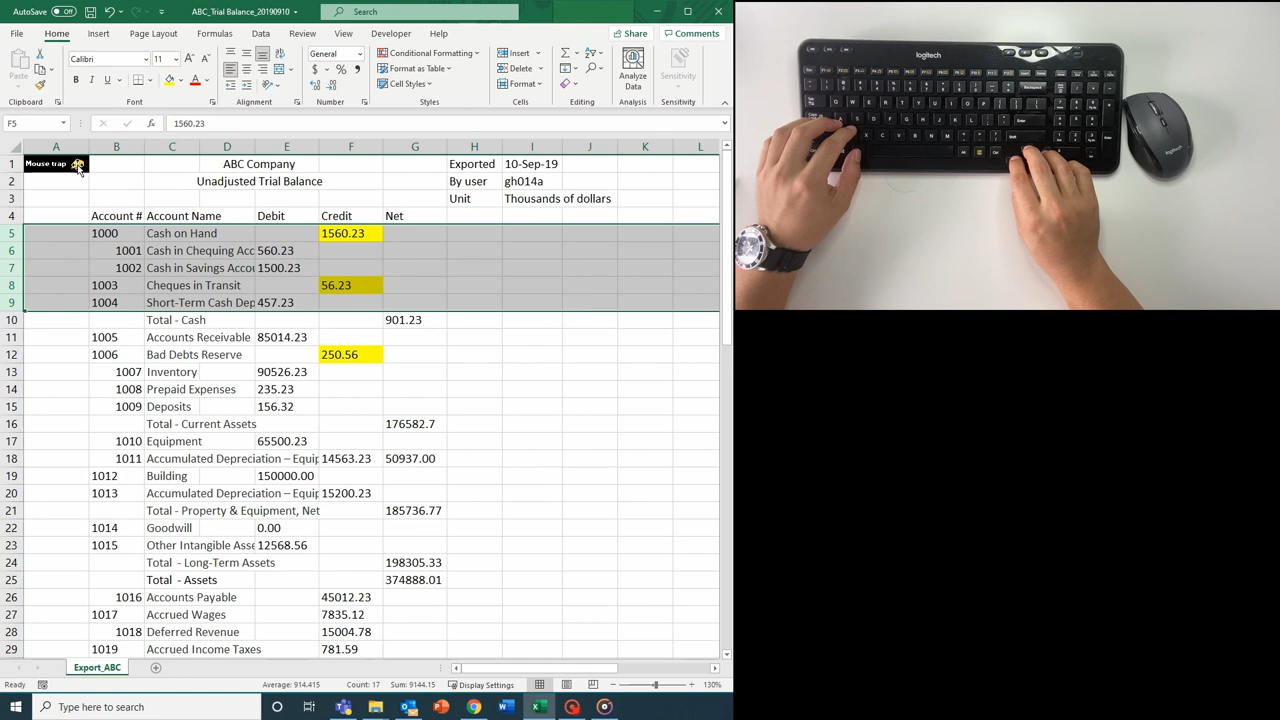 AutoSave Off ABC_Trial Balance_20190910 Search
File Home Insert Page Layout Formulas Data Review View Developer Help Share Comments
Paste Calibri 11 General Conditional Formatting Insert Analyze Data Sensitivity
B I U A $ % Format as Table Delete
Cell Styles Format
Clipboard Font Alignment Number Styles Cells Editing Analysis Sensitivity
F5 fx 1560.23
A B C D E F G H I J K L
1 Mouse trap ABC Company Exported 10-Sep-19
2 Unadjusted Trial Balance By user gh014a
3 Unit Thousands of dollars
4 Account # Account Name Debit Credit Net
5 1000 Cash on Hand 1560.23
6 1001 Cash in Chequing Acc 560.23
7 1002 Cash in Savings Accou 1500.23
8 1003 Cheques in Transit 56.23
9 1004 Short-Term Cash Dep 457.23
10 Total - Cash 901.23
11 1005 Accounts Receivable 85014.23
12 1006 Bad Debts Reserve 250.56
13 1007 Inventory 90526.23
14 1008 Prepaid Expenses 235.23
15 1009 Deposits 156.32
16 Total - Current Assets 176582.7
17 1010 Equipment 65500.23
18 1011 Accumulated Depreciation – Equip 14563.23 50937.00
19 1012 Building 150000.00
20 1013 Accumulated Depreciation – Equip 15200.23
21 Total - Property & Equipment, Net 185736.77
22 1014 Goodwill 0.00
23 1015 Other Intangible Asse 12568.56
24 Total - Long-Term Assets 198305.33
25 Total - Assets 374888.01
26 1016 Accounts Payable 45012.23
27 1017 Accrued Wages 7835.12
28 1018 Deferred Revenue 15004.78
29 1019 Accrued Income Taxes 781.59
Export_ABC
Ready Average: 914.415 Count: 17 Sum: 9144.15 Display Settings 130%
Type here to search
logitech